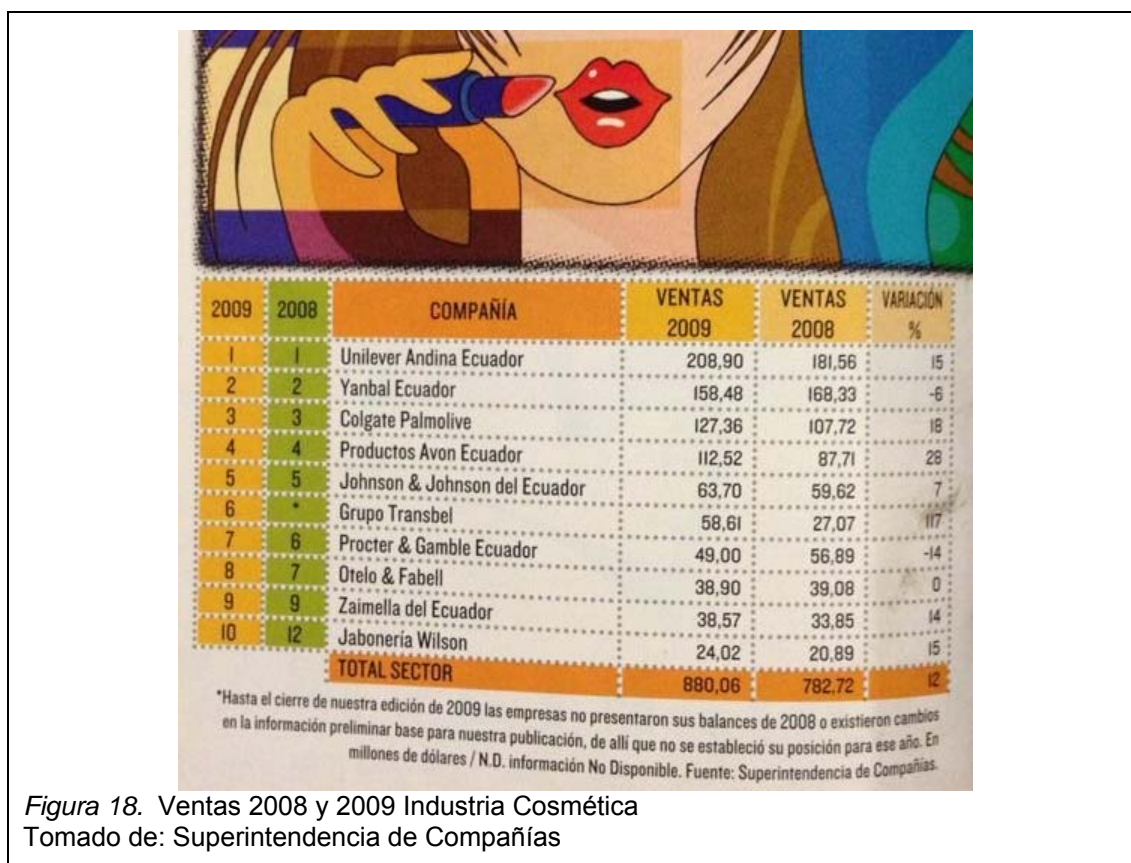 2009 2008 COMPAÑÍA VENTAS 2009 VENTAS 2008 VARIACIÓN %
1 1 Unilever Andina Ecuador 208,90 181,56 15
2 2 Yanbal Ecuador 158,48 168,33 -6
3 3 Colgate Palmolive 127,36 107,72 18
4 4 Productos Avon Ecuador 112,52 87,71 28
5 5 Johnson & Johnson del Ecuador 63,70 59,62 7
6 * Grupo Transbel 58,61 27,07 117
7 6 Procter & Gamble Ecuador 49,00 56,89 -14
8 7 Otelo & Fabell 38,90 39,08 0
9 9 Zaimella del Ecuador 38,57 33,85 14
10 12 Jabonería Wilson 24,02 20,89 15
TOTAL SECTOR 880,06 782,72 12
*Hasta el cierre de nuestra edición de 2009 las empresas no presentaron sus balances de 2008 o existieron cambios
en la información preliminar base para nuestra publicación, de allí que no se estableció su posición para ese año. En
millones de dólares / N.D. información No Disponible. Fuente: Superintendencia de Compañías.
Figura 18. Ventas 2008 y 2009 Industria Cosmética
Tomado de: Superintendencia de Compañías